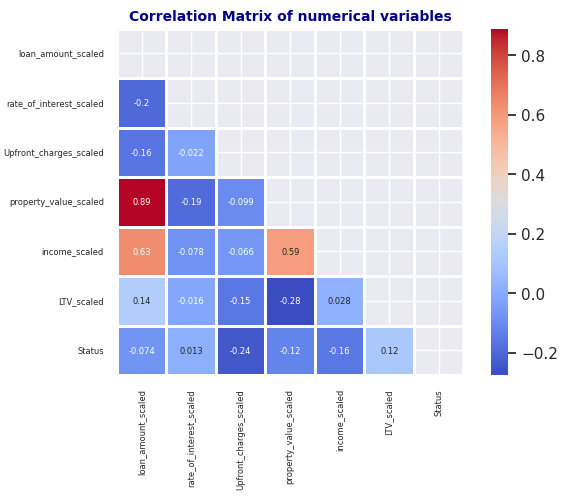 Correlation Matrix of numerical variables
loan_amount_scaled
rate_of_interest_scaled -0.2
Upfront_charges_scaled -0.16 -0.022
property_value_scaled 0.89 -0.19 -0.099
income_scaled 0.63 -0.078 -0.066 0.59
LTV_scaled 0.14 -0.016 -0.15 -0.28 0.028
Status -0.074 0.013 -0.24 -0.12 -0.16 0.12
loan_amount_scaled
rate_of_interest_scaled
Upfront_charges_scaled
property_value_scaled
income_scaled
LTV_scaled
Status
0.8
0.6
0.4
0.2
0.0
−0.2